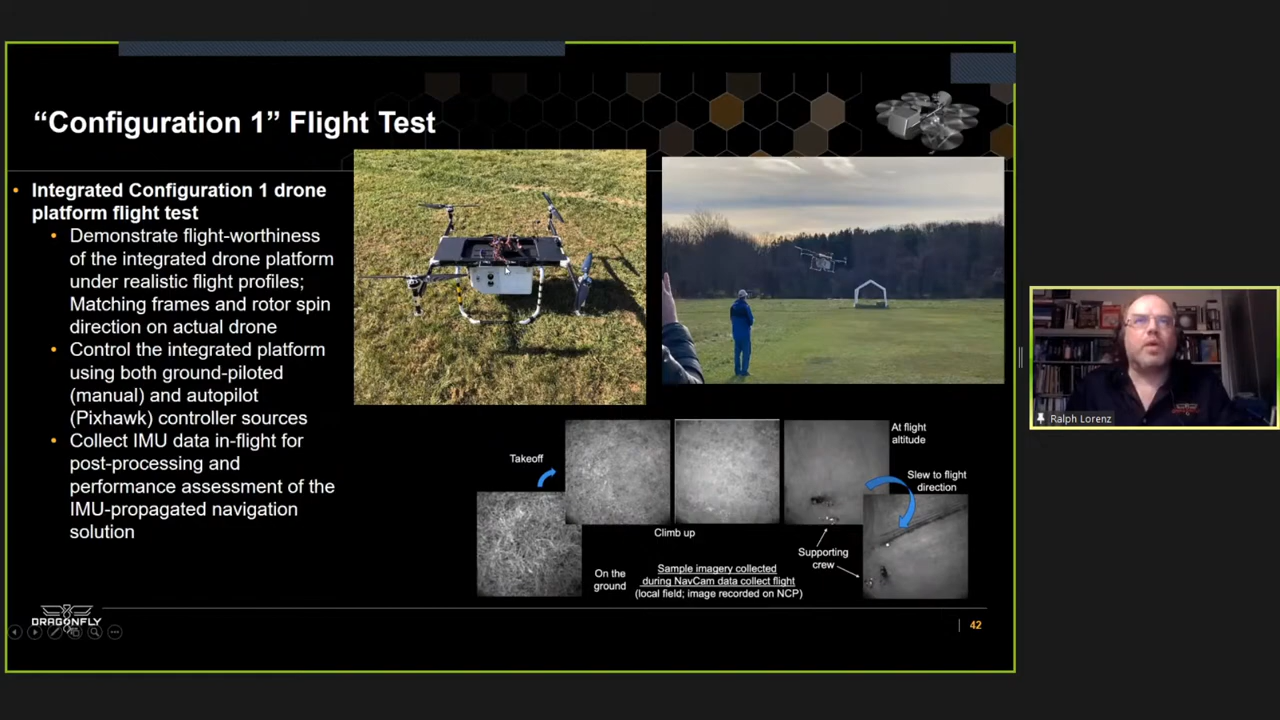 “Configuration 1” Flight Test
• Integrated Configuration 1 drone
platform flight test
• Demonstrate flight-worthiness
of the integrated drone platform
under realistic flight profiles;
Matching frames and rotor spin
direction on actual drone
• Control the integrated platform
using both ground-piloted
(manual) and autopilot
(Pixhawk) controller sources
• Collect IMU data in-flight for
post-processing and
performance assessment of the
IMU-propagated navigation
solution
Takeoff
On the
ground
Climb up
At flight
altitude
Slew to flight
direction
Supporting
crew
Sample imagery collected
during NavCam data collect flight
(local field; image recorded on NCP)
DRAGONFLY
42
Ralph Lorenz